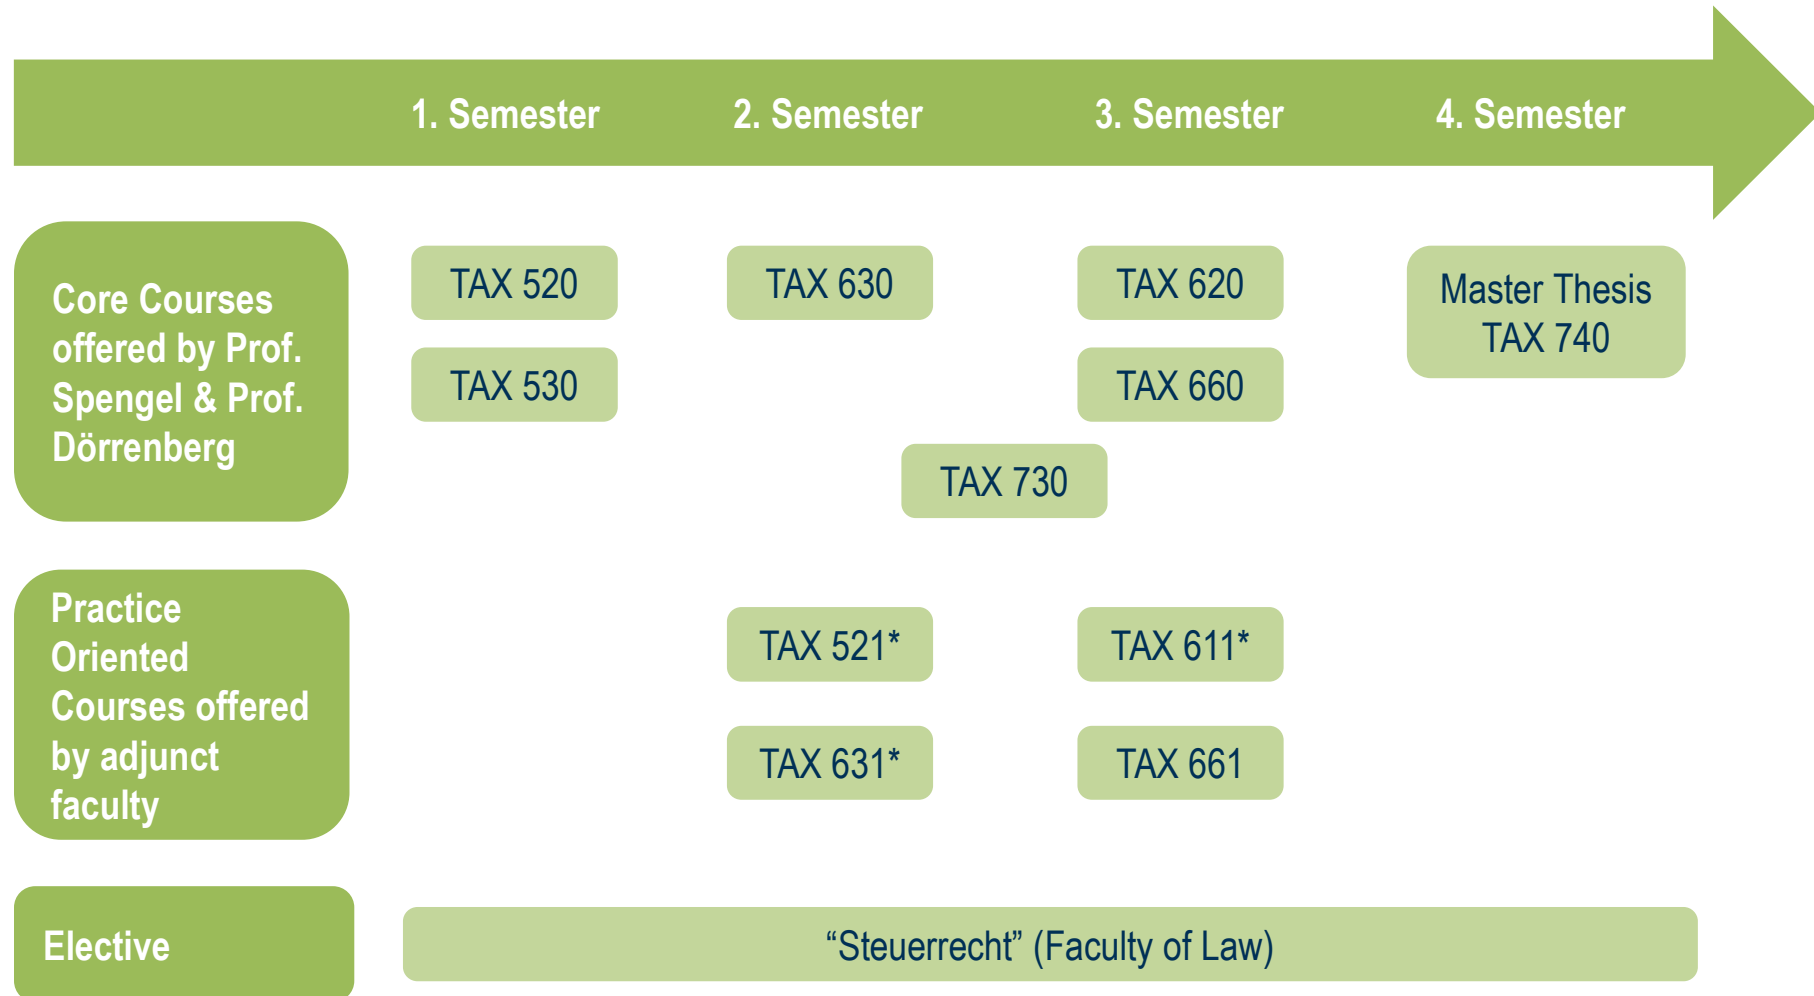 1. Semester
2. Semester
3. Semester
4. Semester
Core Courses
offered by Prof.
Spengel & Prof.
Dörrenberg
TAX 520
TAX 630
TAX 620
Master Thesis
TAX 740
TAX 530
TAX 660
TAX 730
Practice
Oriented
Courses offered
by adjunct
faculty
TAX 521*
TAX 611*
TAX 631*
TAX 661
Elective
“Steuerrecht” (Faculty of Law)